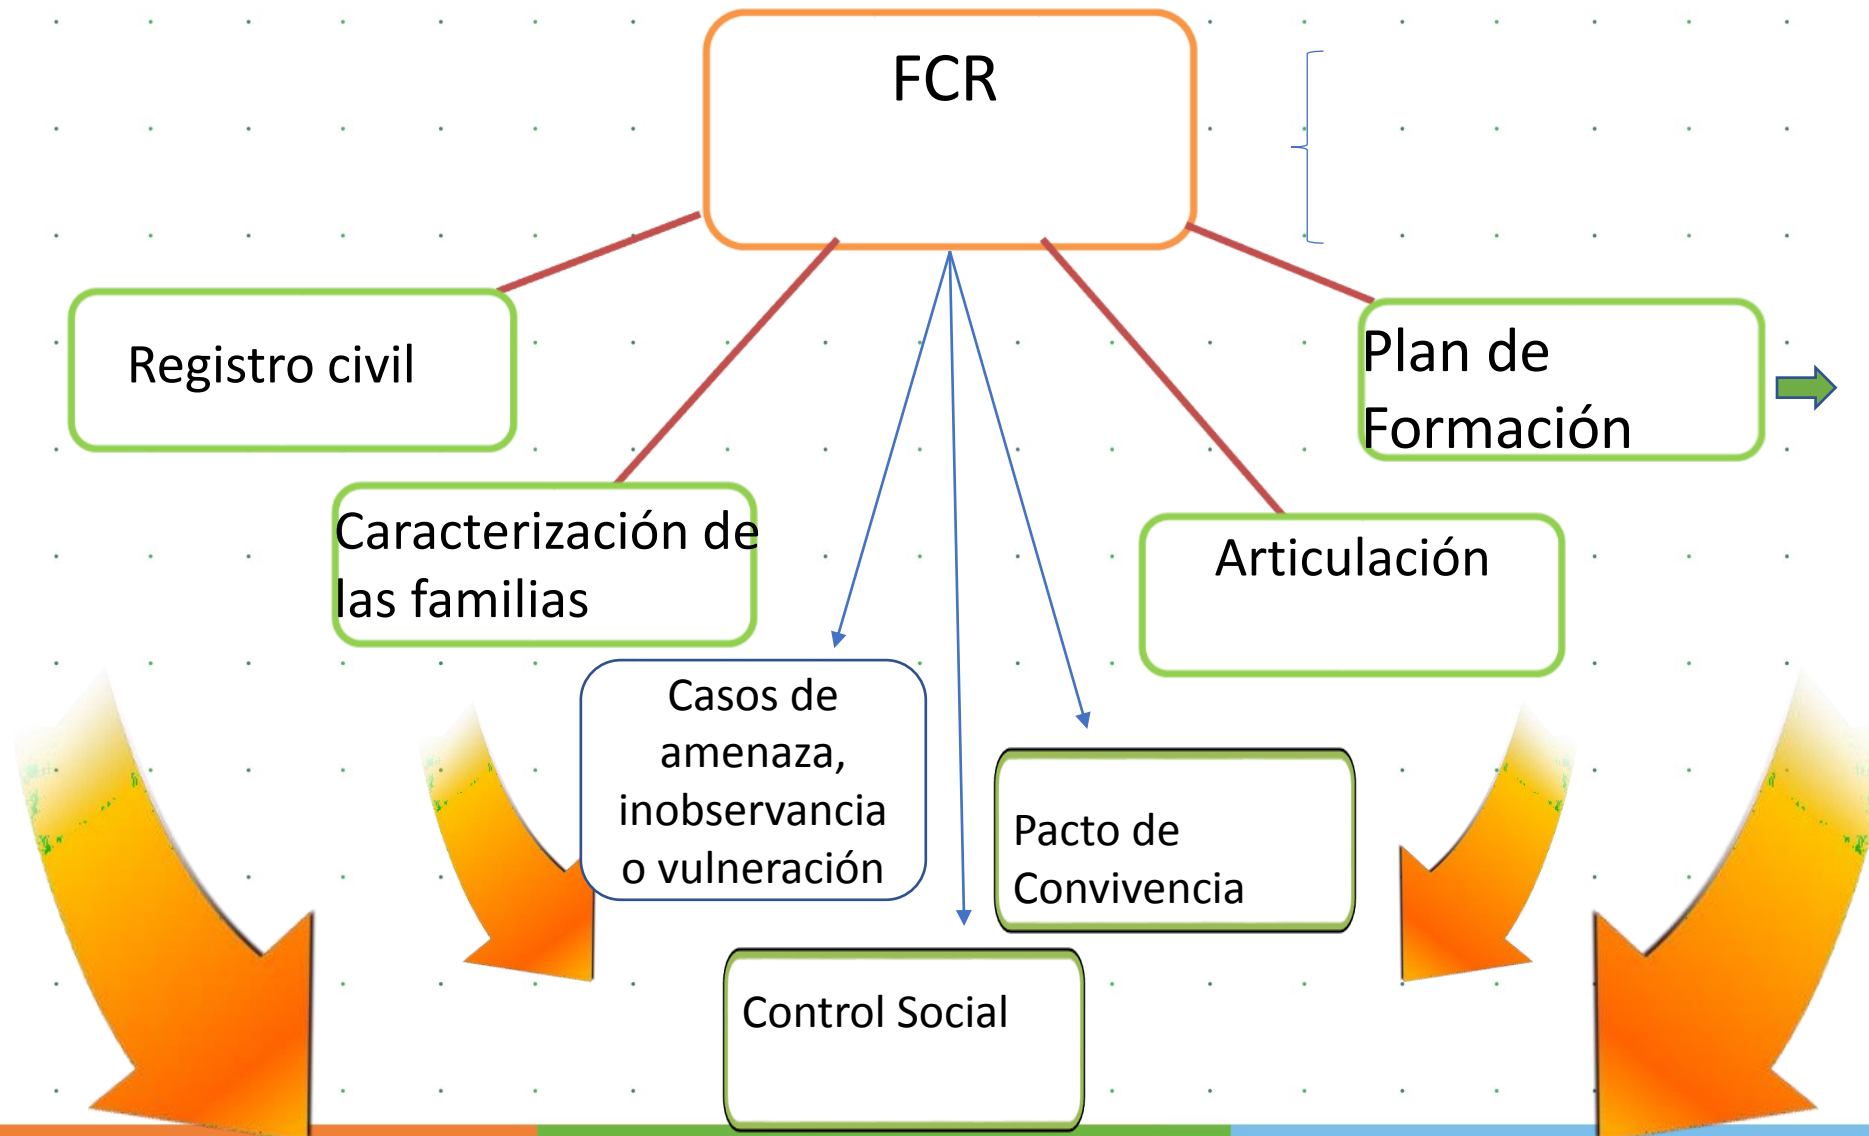 FCR
Registro civil
Plan de
Formación
Caracterización de
las familias
Articulación
Casos de
amenaza,
inobservancia
o vulneración
Pacto de
Convivencia
Control Social